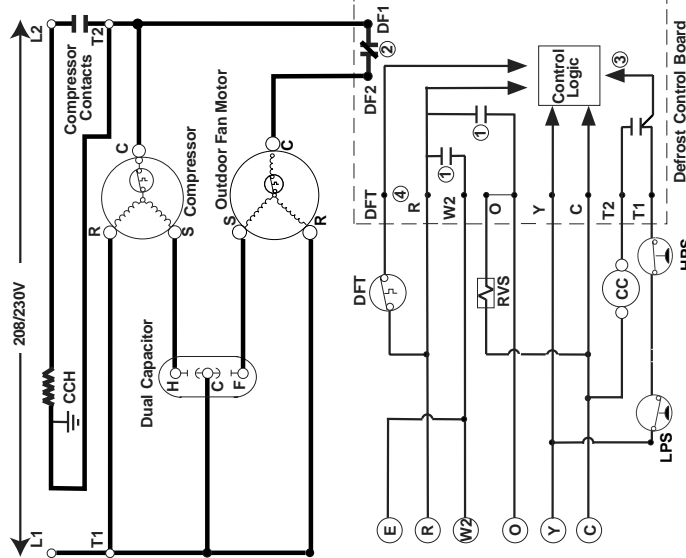 208/230V
L1
L2
CCH
Compressor
Contacts
T1
T2
R
C
S
Compressor
Outdoor Fan Motor
S
C
R
Dual Capacitor
H
C
F
DF1
2
DF2
DFT
DFT
4
R
1
1
W2
O
Y
C
T2
T1
Control
Logic
3
Defrost Control Board
RVS
CC
HPS
LPS
E
R
W2
O
Y
C